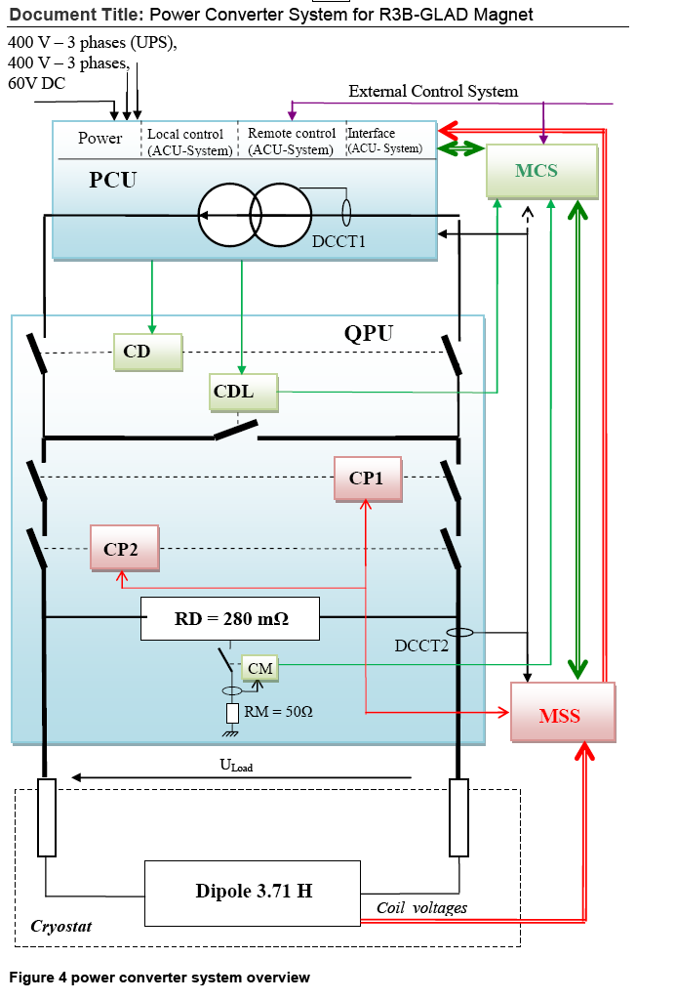 Document Title: Power Converter System for R3B-GLAD Magnet
400 V – 3 phases (UPS),
400 V – 3 phases,
60V DC
External Control System
Power
Local control
(ACU-System)
Remote control
(ACU-System)
Interface
(ACU- System)
PCU
MCS
DCCT1
QPU
CD
CDL
CP1
CP2
RD = 280 mΩ
DCCT2
CM
RM = 50Ω
MSS
ULoad
Dipole 3.71 H
Coil voltages
Cryostat
Figure 4 power converter system overview